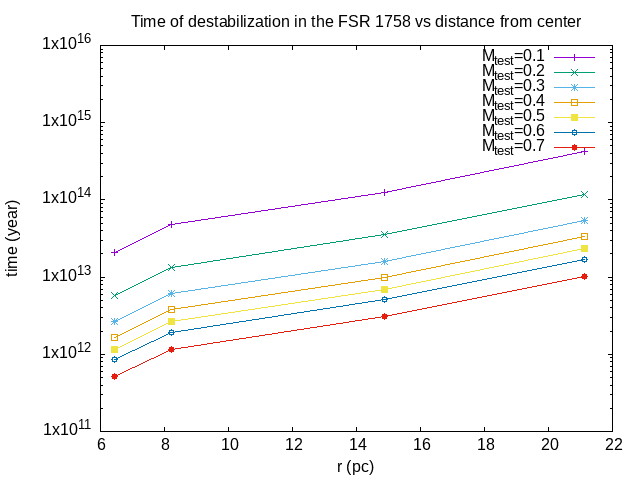 Time of destabilization in the FSR 1758 vs distance from center
1x10^16
1x10^15
1x10^14
1x10^13
1x10^12
1x10^11
time (year)
M_test=0.1
M_test=0.2
M_test=0.3
M_test=0.4
M_test=0.5
M_test=0.6
M_test=0.7
6 8 10 12 14 16 18 20 22
r (pc)